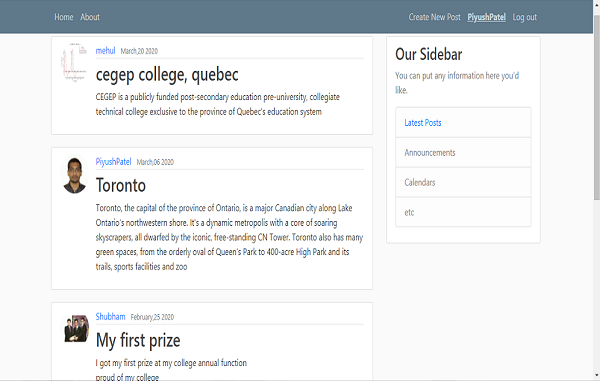 Home About Create New Post PiyushPatel Log out
mehul March,20 2020
cegep college, quebec
CEGEP is a publicly funded post-secondary education pre-university, collegiate
technical college exclusive to the province of Quebec's education system
PiyushPatel March,06 2020
Toronto
Toronto, the capital of the province of Ontario, is a major Canadian city along Lake
Ontario's northwestern shore. It's a dynamic metropolis with a core of soaring
skyscrapers, all dwarfed by the iconic, free-standing CN Tower. Toronto also has many
green spaces, from the orderly oval of Queen's Park to 400-acre High Park and its
trails, sports facilities and zoo
Shubham February,25 2020
My first prize
I got my first prize at my college annual function
proud of my college
Our Sidebar
You can put any information here you'd
like.
Latest Posts
Announcements
Calendars
etc